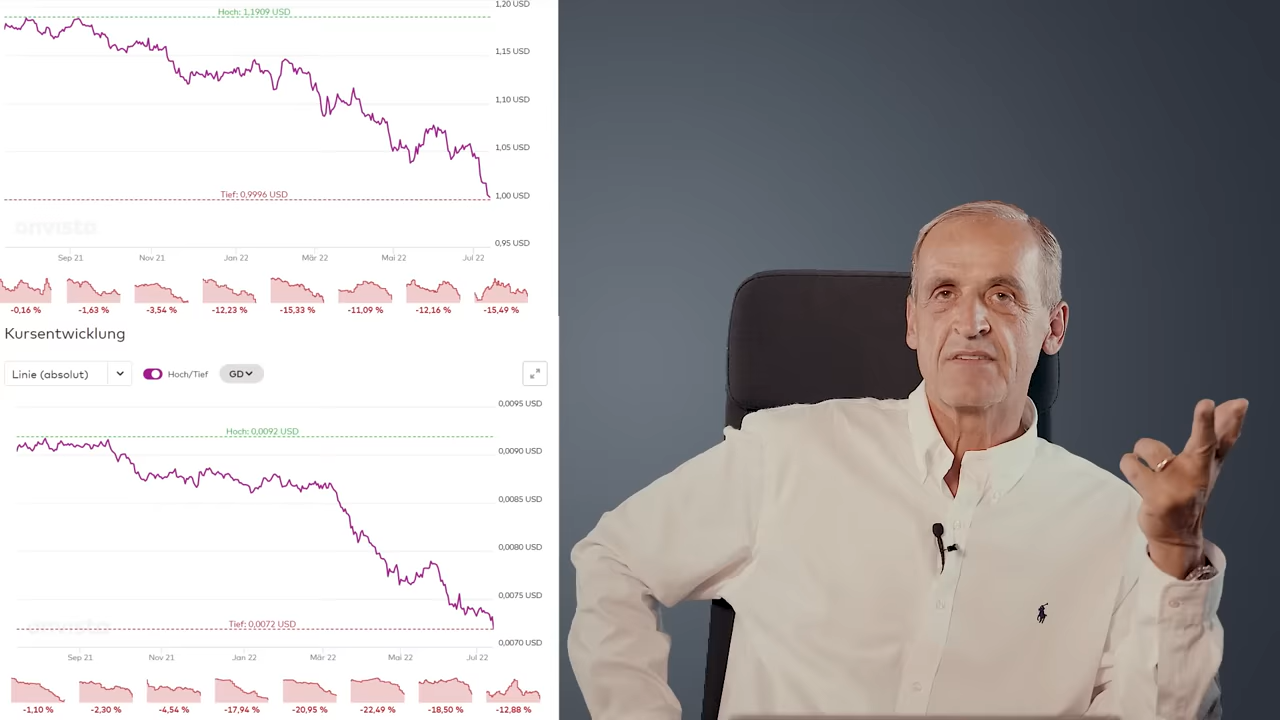 1,20 USD
Hoch: 1,1909 USD
1,15 USD
1,10 USD
1,05 USD
Tief: 0,9996 USD
1,00 USD
onvista
0,95 USD
Sep 21 Nov 21 Jan 22 Mär 22 Mai 22 Jul 22
-0,16 % -1,63 % -3,54 % -12,23 % -15,33 % -11,09 % -12,16 % -15,49 %
Kursentwicklung
Linie (absolut) Hoch/Tief GD
0,0095 USD
Hoch: 0,0092 USD
0,0090 USD
0,0085 USD
0,0080 USD
0,0075 USD
Tief: 0,0072 USD
onvista
0,0070 USD
Sep 21 Nov 21 Jan 22 Mär 22 Mai 22 Jul 22
-1,10 % -2,30 % -4,54 % -17,94 % -20,95 % -22,49 % -18,50 % -12,88 %